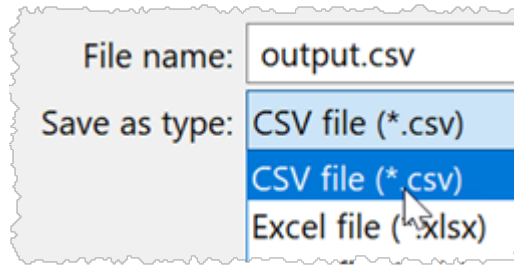 File name: output.csv
Save as type: CSV file (*.csv)
CSV file (*.csv)
Excel file (*.xlsx)